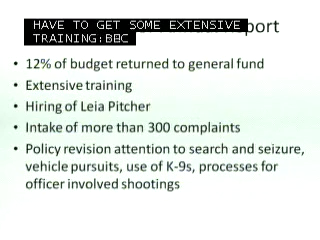 HAVE TO GET SOME EXTENSIVE
TRAINING:BBC
port
• 12% of budget returned to general fund
• Extensive training
• Hiring of Leia Pitcher
• Intake of more than 300 complaints
• Policy revision attention to search and seizure,
vehicle pursuits, use of K-9s, processes for
officer involved shootings